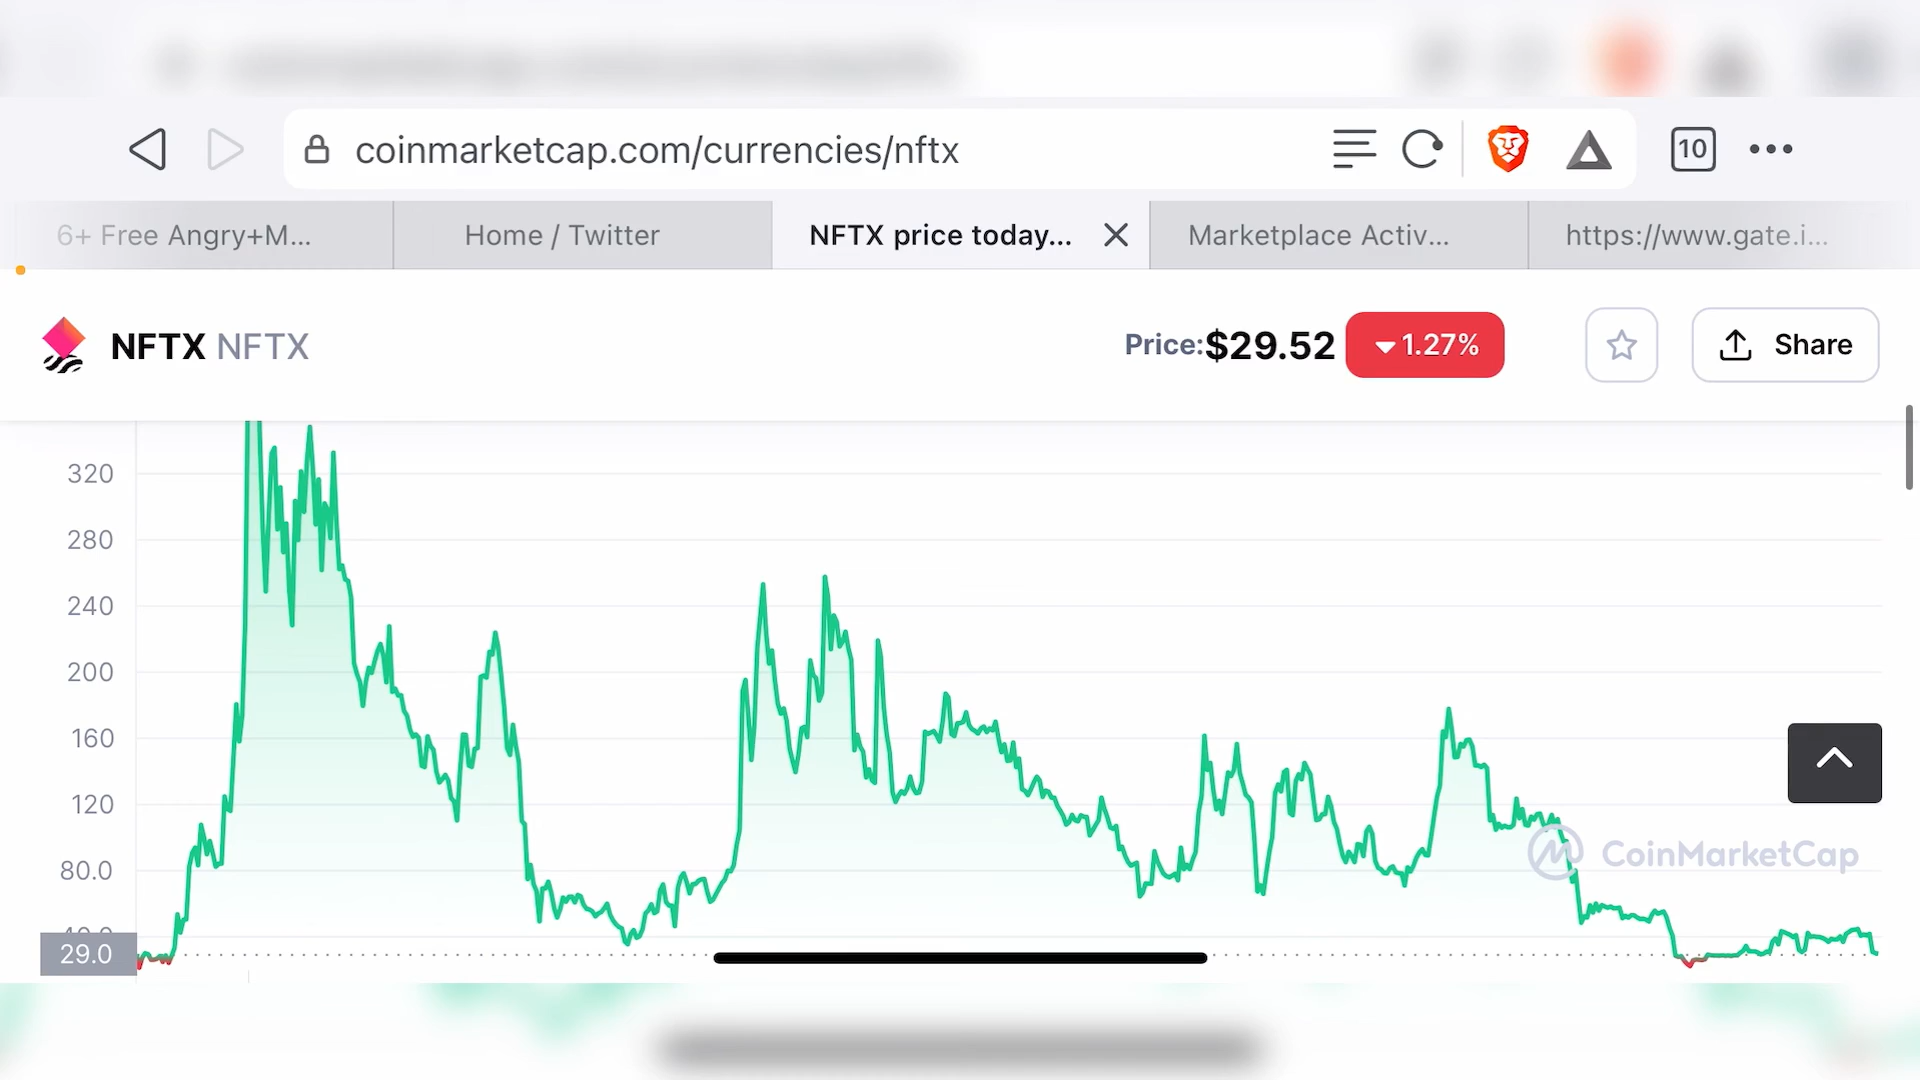 coinmarketcap.com/currencies/nftx
10
6+ Free Angry+M...
Home / Twitter
NFTX price today...
Marketplace Activ...
https://www.gate.i...
NFTX NFTX
Price:$29.52
1.27%
Share
320
280
240
200
160
120
80.0
29.0
CoinMarketCap